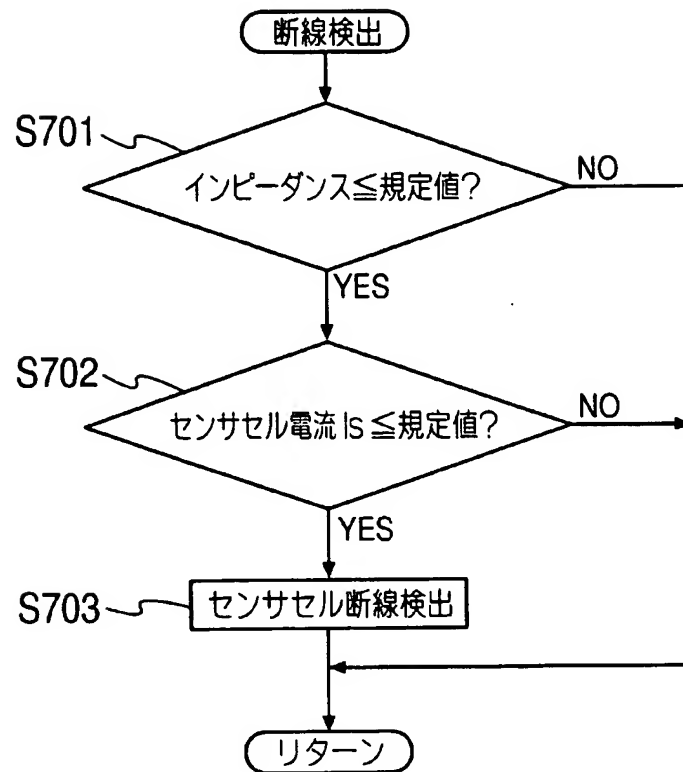 断線検出
S701
インピーダンス≦規定値?
NO
YES
S702
センサセル電流Is≦規定値?
NO
YES
S703
センサセル断線検出
リターン